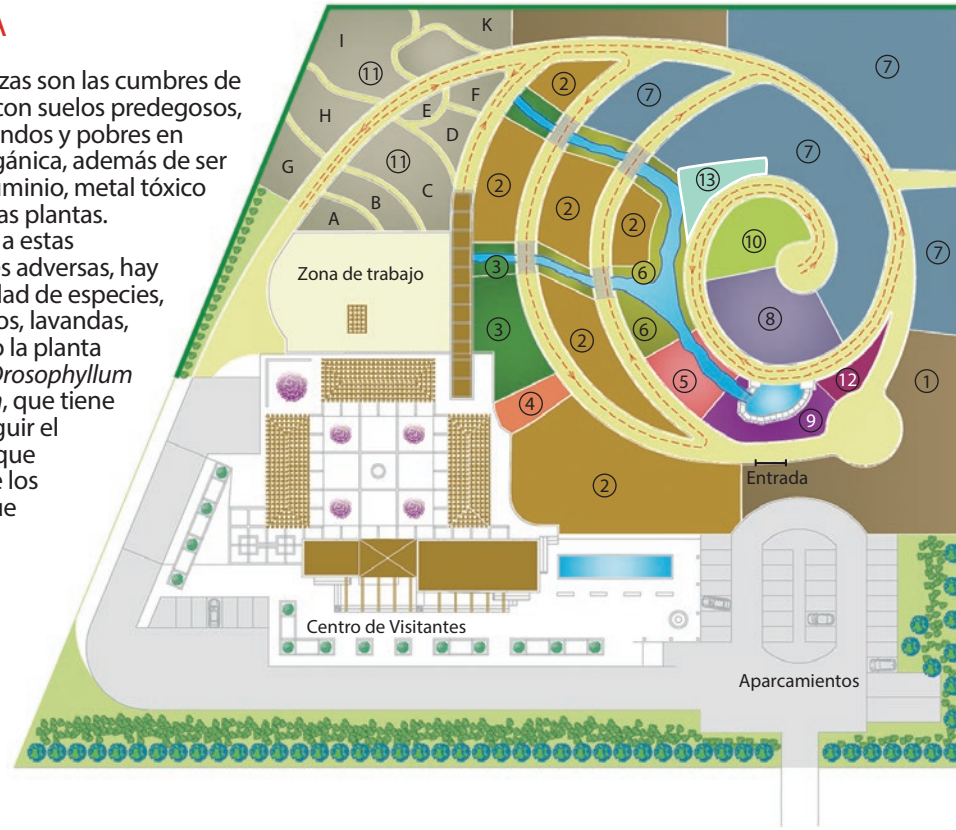 A
zas son las cumbres de
con suelos predegosos,
ndos y pobres en
gánica, además de ser
uminio, metal tóxico
as plantas.
a estas
es adversas, hay
dad de especies,
os, lavandas,
o la planta
Drosophyllum
, que tiene
guir el
que
e los
ue
K
I
11
F
E
H
D
11
G
C
B
A
2
7
7
7
13
2
2
2
10
7
3
6
8
3
2
6
5
12
1
4
9
2
Zona de trabajo
Entrada
Centro de Visitantes
Aparcamientos